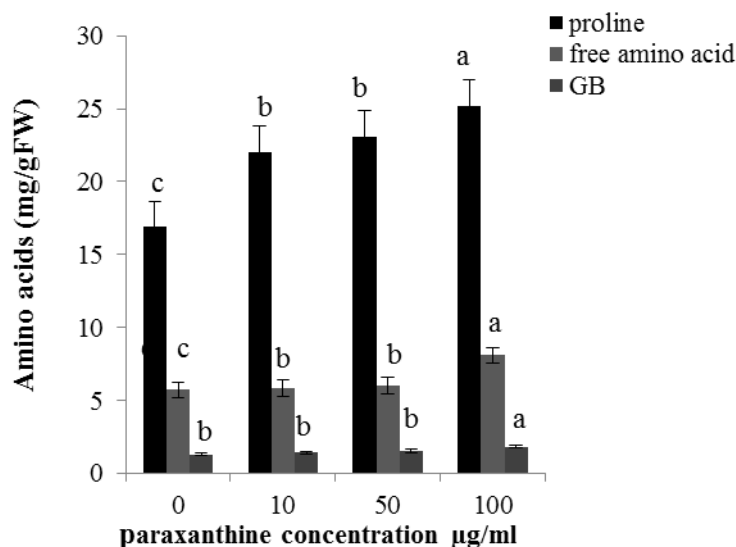 proline
free amino acid
GB
Amino acids (mg/gFW)
30
25
20
15
10
5
0
c
c
b
b
b
b
b
b
b
a
a
a
0 10 50 100
paraxanthine concentration µg/ml